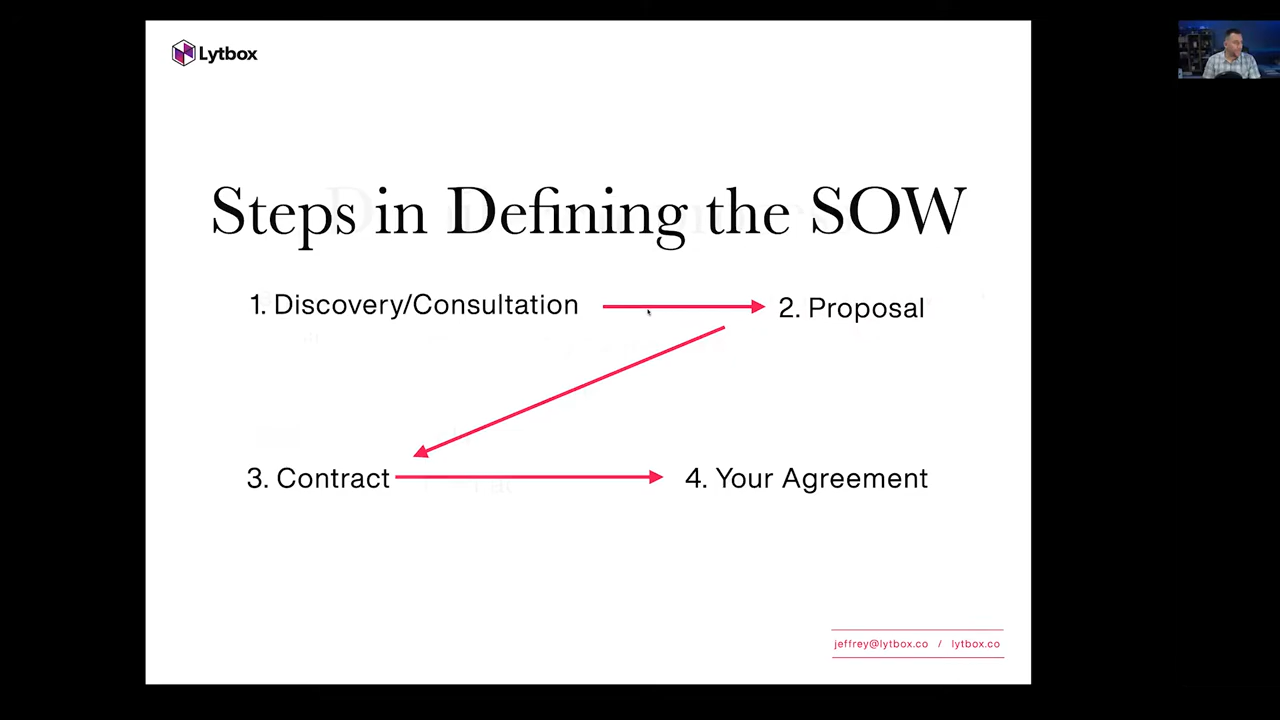 Lytbox
Steps in Defining the SOW
1. Discovery/Consultation
2. Proposal
3. Contract
4. Your Agreement
jeffrey@lytbox.co / lytbox.co